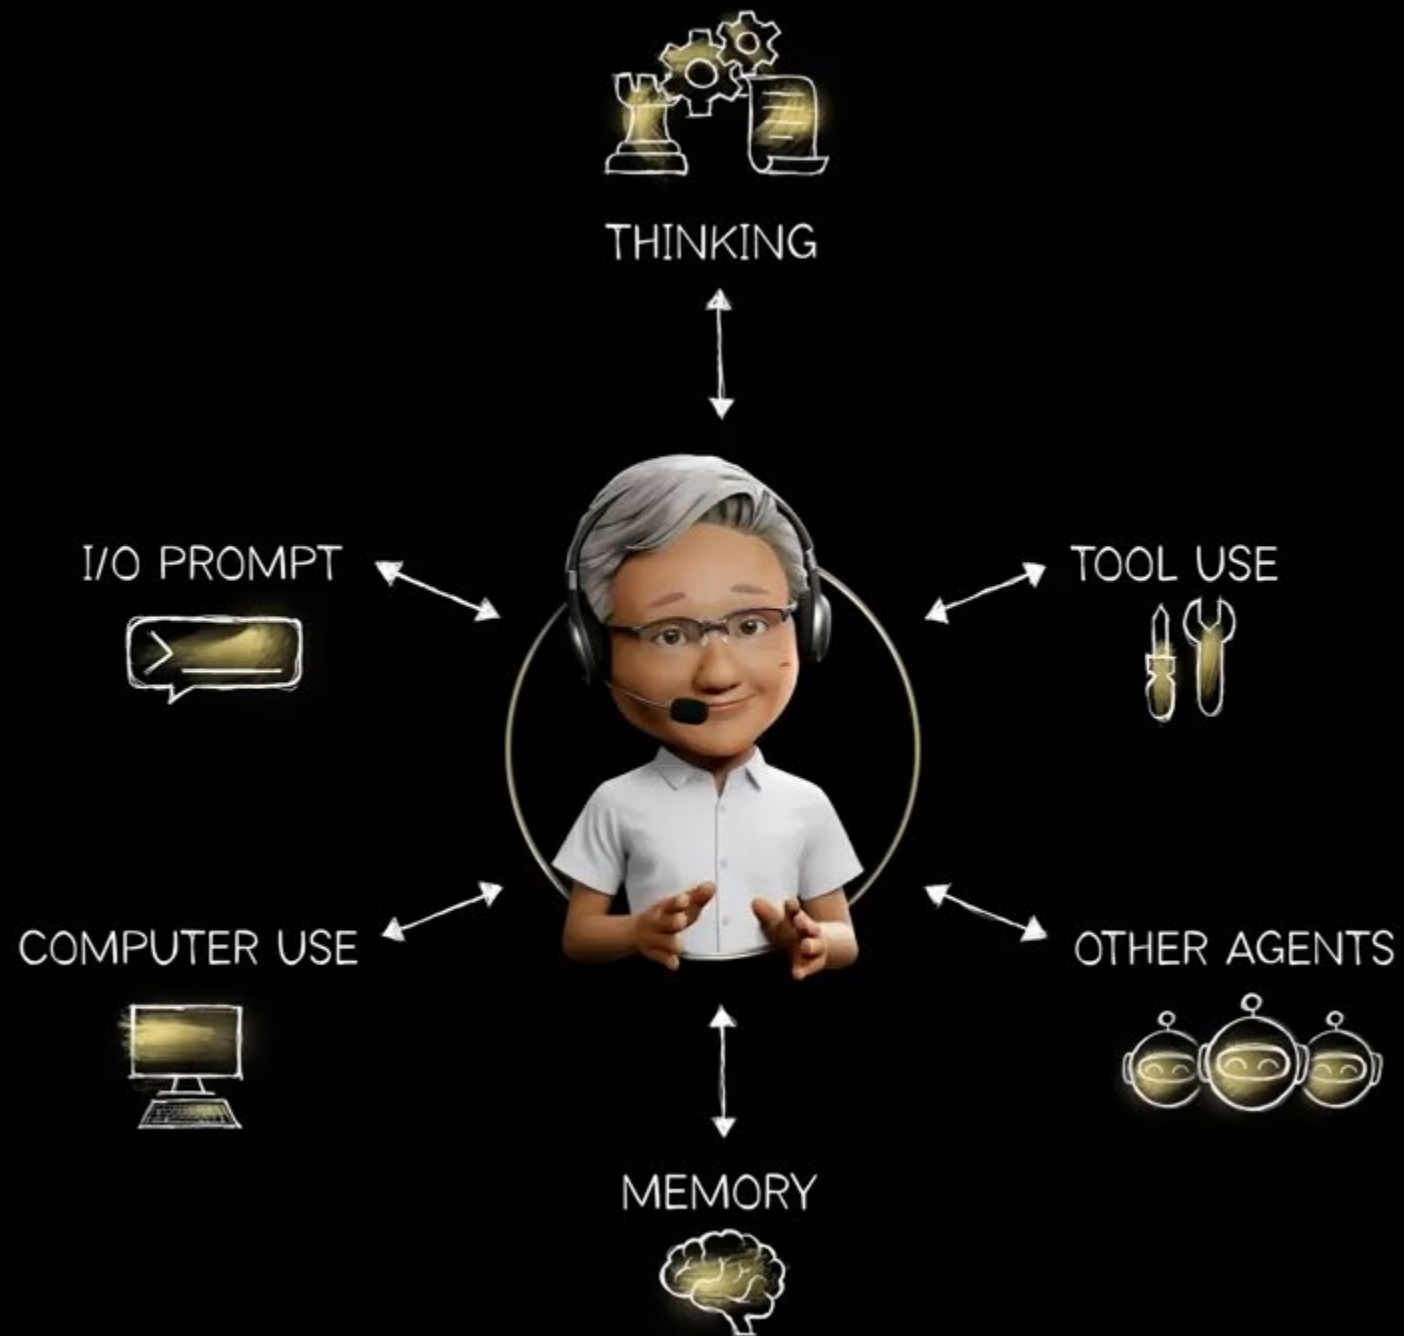 THINKING
I/O PROMPT
TOOL USE
COMPUTER USE
OTHER AGENTS
MEMORY